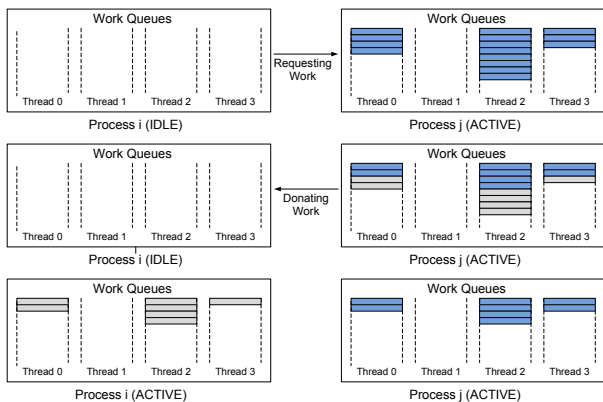 Work Queues
Thread 0 Thread 1 Thread 2 Thread 3
Process i (IDLE)
Requesting
Work
Work Queues
Thread 0 Thread 1 Thread 2 Thread 3
Process j (ACTIVE)
Work Queues
Thread 0 Thread 1 Thread 2 Thread 3
Process i (IDLE)
Donating
Work
Work Queues
Thread 0 Thread 1 Thread 2 Thread 3
Process j (ACTIVE)
Work Queues
Thread 0 Thread 1 Thread 2 Thread 3
Process i (ACTIVE)
Work Queues
Thread 0 Thread 1 Thread 2 Thread 3
Process j (ACTIVE)